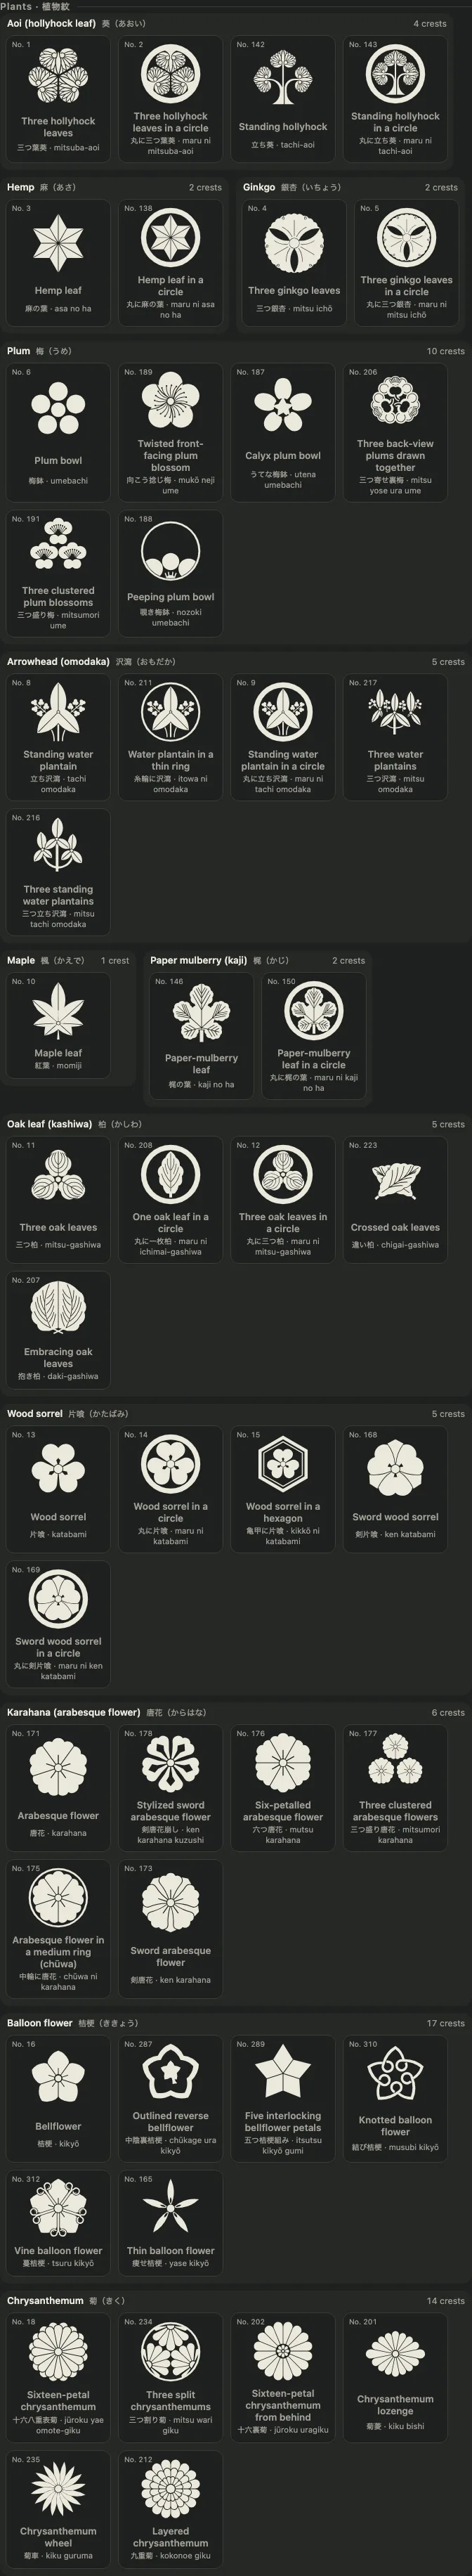 Plants · 植物紋
Aoi (hollyhock leaf) 葵（あおい） 4 crests
No. 1
Three hollyhock
leaves
三つ葉葵 · mitsuba-aoi
No. 2
Three hollyhock
leaves in a circle
丸に三つ葉葵 · maru ni
mitsuba-aoi
No. 142
Standing hollyhock
立ち葵 · tachi-aoi
No. 143
Standing hollyhock
in a circle
丸に立ち葵 · maru ni
tachi-aoi
Hemp 麻（あさ） 2 crests
No. 3
Hemp leaf
麻の葉 · asa no ha
No. 138
Hemp leaf in a
circle
丸に麻の葉 · maru ni asa
no ha
Ginkgo 銀杏（いちょう） 2 crests
No. 4
Three ginkgo leaves
三つ銀杏 · mitsu ichō
No. 5
Three ginkgo leaves
in a circle
丸に三つ銀杏 · maru ni
mitsu ichō
Plum 梅（うめ） 10 crests
No. 6
Plum bowl
梅鉢 · umebachi
No. 189
Twisted front-
facing plum
blossom
向こう捻じ梅 · mukō neji
ume
No. 187
Calyx plum bowl
うてな梅鉢 · utena
umebachi
No. 206
Three back-view
plums drawn
together
三つ寄せ裏梅 · mitsu
yose ura ume
No. 191
Three clustered
plum blossoms
三つ盛り梅 · mitsumori
ume
No. 188
Peeping plum bowl
覗き梅鉢 · nozoki
umebachi
Arrowhead (omodaka) 沢瀉（おもだか） 5 crests
No. 8
Standing water
plantain
立ち沢瀉 · tachi
omodaka
No. 211
Water plantain in a
thin ring
糸輪に沢瀉 · itowa ni
omodaka
No. 9
Standing water
plantain in a circle
丸に立ち沢瀉 · maru ni
tachi omodaka
No. 217
Three water
plantains
三つ沢瀉 · mitsu
omodaka
No. 216
Three standing
water plantains
三つ立ち沢瀉 · mitsu
tachi omodaka
Maple 楓（かえで） 1 crest
No. 10
Maple leaf
紅葉 · momiji
Paper mulberry (kaji) 梶（かじ） 2 crests
No. 146
Paper-mulberry
leaf
梶の葉 · kaji no ha
No. 150
Paper-mulberry
leaf in a circle
丸に梶の葉 · maru ni kaji
no ha
Oak leaf (kashiwa) 柏（かしわ） 5 crests
No. 11
Three oak leaves
三つ柏 · mitsu-gashiwa
No. 208
One oak leaf in a
circle
丸に一枚柏 · maru ni
ichimai-gashiwa
No. 12
Three oak leaves in
a circle
丸に三つ柏 · maru ni
mitsu-gashiwa
No. 223
Crossed oak leaves
違い柏 · chigai-gashiwa
No. 207
Embracing oak
leaves
抱き柏 · daki-gashiwa
Wood sorrel 片喰（かたばみ） 5 crests
No. 13
Wood sorrel
片喰 · katabami
No. 14
Wood sorrel in a
circle
丸に片喰 · maru ni
katabami
No. 15
Wood sorrel in a
hexagon
亀甲に片喰 · kikkō ni
katabami
No. 168
Sword wood sorrel
剣片喰 · ken katabami
No. 169
Sword wood sorrel
in a circle
丸に剣片喰 · maru ni ken
katabami
Karahana (arabesque flower) 唐花（からはな） 6 crests
No. 171
Arabesque flower
唐花 · karahana
No. 178
Stylized sword
arabesque flower
剣唐花崩し · ken
karahana kuzushi
No. 176
Six-petalled
arabesque flower
六つ唐花 · mutsu
karahana
No. 177
Three clustered
arabesque flowers
三つ盛り唐花 · mitsumori
karahana
No. 175
Arabesque flower in
a medium ring
(chūwa)
中輪に唐花 · chūwa ni
karahana
No. 173
Sword arabesque
flower
剣唐花 · ken karahana
Balloon flower 桔梗（ききょう） 17 crests
No. 16
Bellflower
桔梗 · kikyō
No. 287
Outlined reverse
bellflower
中陰裏桔梗 · chūkage ura
kikyō
No. 289
Five interlocking
bellflower petals
五つ桔梗組み · itsutsu
kikyō gumi
No. 310
Knotted balloon
flower
結び桔梗 · musubi kikyō
No. 312
Vine balloon flower
蔓桔梗 · tsuru kikyō
No. 165
Thin balloon flower
痩せ桔梗 · yase kikyō
Chrysanthemum 菊（きく） 14 crests
No. 18
Sixteen-petal
chrysanthemum
十六八重表菊 · jūroku yae
omote-giku
No. 234
Three split
chrysanthemums
三つ割り菊 · mitsu wari
giku
No. 202
Sixteen-petal
chrysanthemum
from behind
十六裏菊 · jūroku uragiku
No. 201
Chrysanthemum
lozenge
菊菱 · kiku bishi
No. 235
Chrysanthemum
wheel
菊車 · kiku guruma
No. 212
Layered
chrysanthemum
九重菊 · kokonoe giku